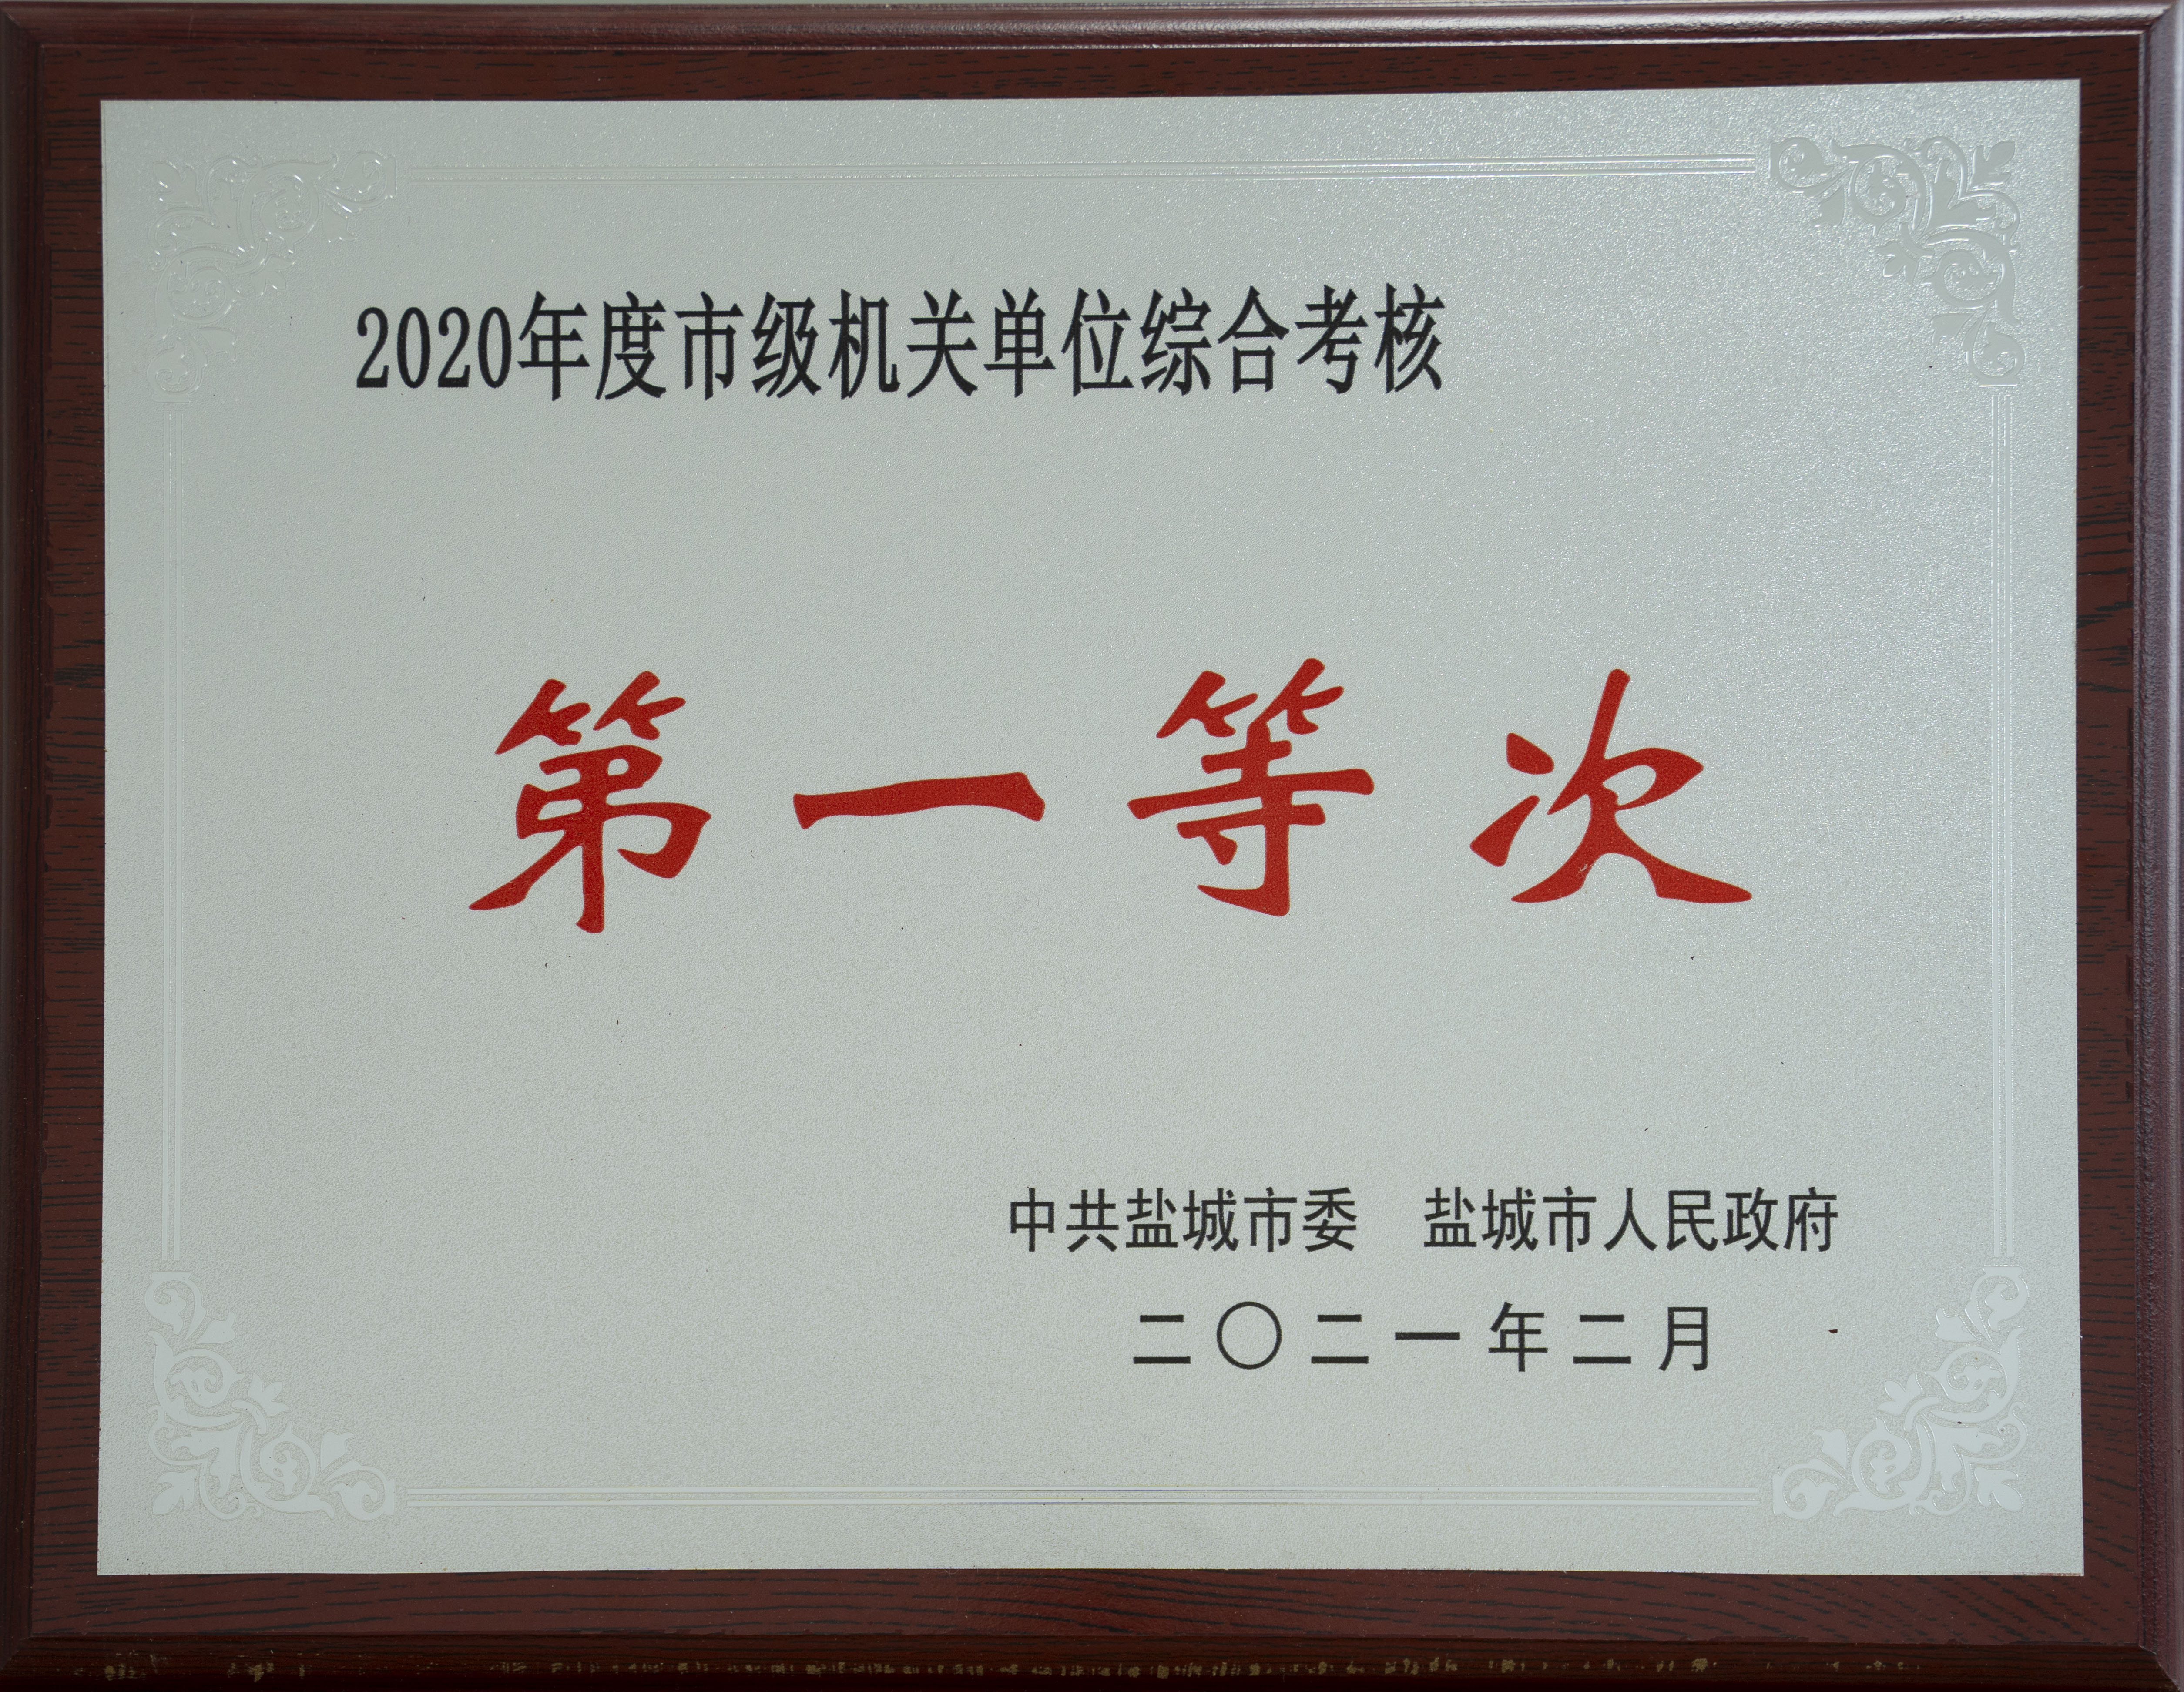 2020年度市级机关单位综合考核
第一等次
中共盐城市委　盐城市人民政府
二〇二一年二月